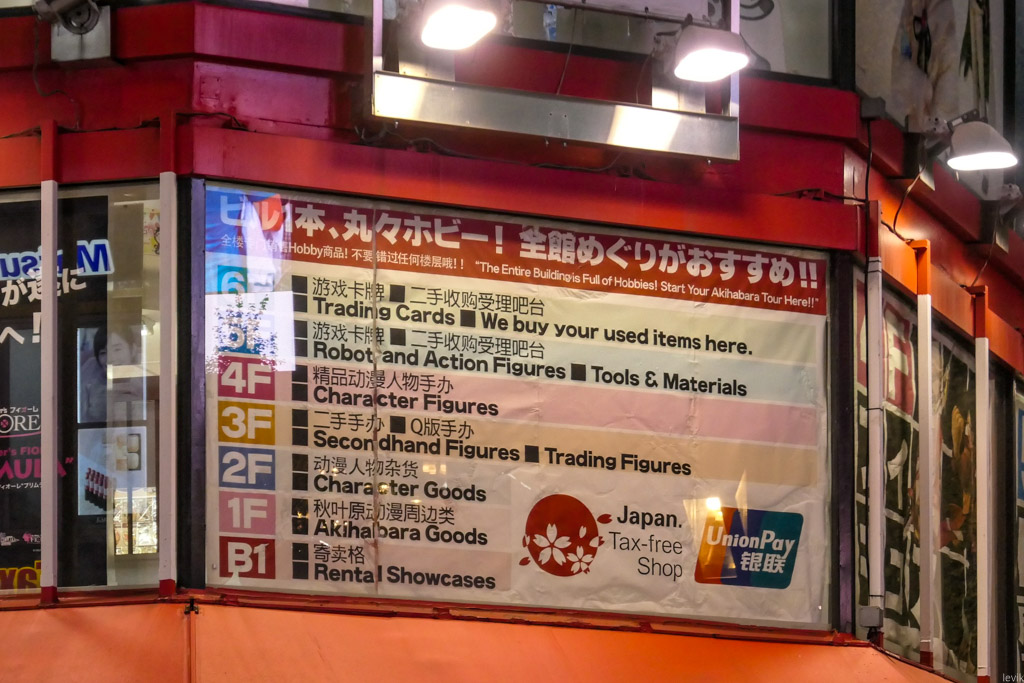 ビル1本、丸々ホビー！ 全館めぐりがおすすめ!!
Hobby商品! 不要错过任何楼层哦!! "The Entire Building is Full of Hobbies! Start Your Akihabara Tour Here!!"
6F
■ 游戏卡牌 ■ 二手收购受理吧台
Trading Cards ■ We buy your used items here.
5F
■ 游戏卡牌 ■ 二手收购受理吧台
Robot and Action Figures ■ Tools & Materials
4F
■ 精品动漫人物手办
Character Figures
3F
■ 二手手办 ■ Q版手办
Secondhand Figures ■ Trading Figures
2F
■ 动漫人物杂货
Character Goods
1F
■ 秋叶原动漫周边类
Akihabara Goods
B1
■ 寄卖格
Rental Showcases
Japan.
Tax-free
Shop
UnionPay
银联
が遂に
へ!
levik